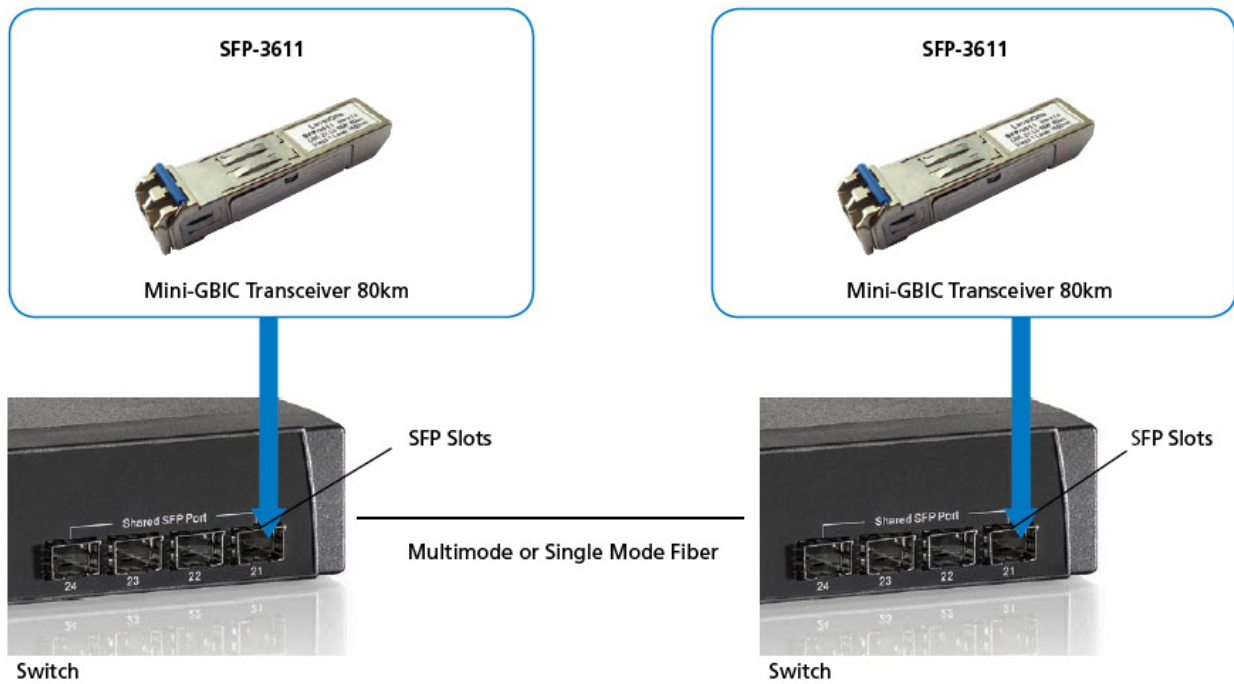 SFP-3611
Mini-GBIC Transceiver 80km
SFP-3611
Mini-GBIC Transceiver 80km
SFP Slots
Shared SFP Port
24 23 22 21
Switch
Multimode or Single Mode Fiber
SFP Slots
Shared SFP Port
24 23 22 21
Switch